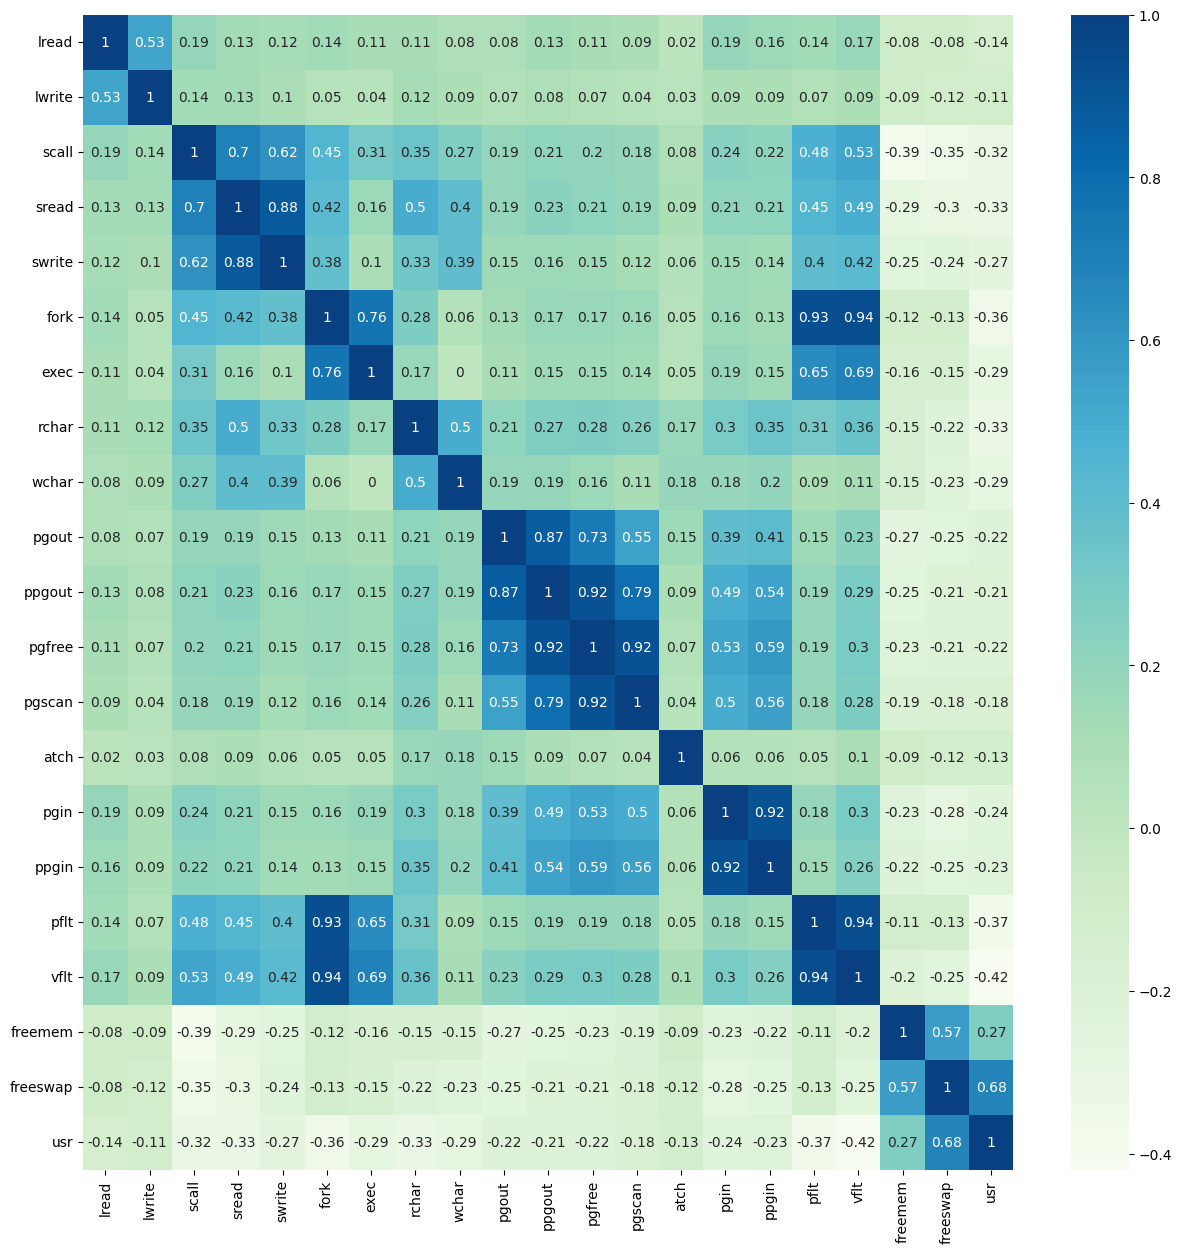 lread 1 0.53 0.19 0.13 0.12 0.14 0.11 0.11 0.08 0.08 0.13 0.11 0.09 0.02 0.19 0.16 0.14 0.17 -0.08 -0.08 -0.14
lwrite 0.53 1 0.14 0.13 0.1 0.05 0.04 0.12 0.09 0.07 0.08 0.07 0.04 0.03 0.09 0.09 0.07 0.09 -0.09 -0.12 -0.11
scall 0.19 0.14 1 0.7 0.62 0.45 0.31 0.35 0.27 0.19 0.21 0.2 0.18 0.08 0.24 0.22 0.48 0.53 -0.39 -0.35 -0.32
sread 0.13 0.13 0.7 1 0.88 0.42 0.16 0.5 0.4 0.19 0.23 0.21 0.19 0.09 0.21 0.21 0.45 0.49 -0.29 -0.3 -0.33
swrite 0.12 0.1 0.62 0.88 1 0.38 0.1 0.33 0.39 0.15 0.16 0.15 0.12 0.06 0.15 0.14 0.4 0.42 -0.25 -0.24 -0.27
fork 0.14 0.05 0.45 0.42 0.38 1 0.76 0.28 0.06 0.13 0.17 0.17 0.16 0.05 0.16 0.13 0.93 0.94 -0.12 -0.13 -0.36
exec 0.11 0.04 0.31 0.16 0.1 0.76 1 0.17 0 0.11 0.15 0.15 0.14 0.05 0.19 0.15 0.65 0.69 -0.16 -0.15 -0.29
rchar 0.11 0.12 0.35 0.5 0.33 0.28 0.17 1 0.5 0.21 0.27 0.28 0.26 0.17 0.3 0.35 0.31 0.36 -0.15 -0.22 -0.33
wchar 0.08 0.09 0.27 0.4 0.39 0.06 0 0.5 1 0.19 0.19 0.16 0.11 0.18 0.18 0.2 0.09 0.11 -0.15 -0.23 -0.29
pgout 0.08 0.07 0.19 0.19 0.15 0.13 0.11 0.21 0.19 1 0.87 0.73 0.55 0.15 0.39 0.41 0.15 0.23 -0.27 -0.25 -0.22
ppgout 0.13 0.08 0.21 0.23 0.16 0.17 0.15 0.27 0.19 0.87 1 0.92 0.79 0.09 0.49 0.54 0.19 0.29 -0.25 -0.21 -0.21
pgfree 0.11 0.07 0.2 0.21 0.15 0.17 0.15 0.28 0.16 0.73 0.92 1 0.92 0.07 0.53 0.59 0.19 0.3 -0.23 -0.21 -0.22
pgscan 0.09 0.04 0.18 0.19 0.12 0.16 0.14 0.26 0.11 0.55 0.79 0.92 1 0.04 0.5 0.56 0.18 0.28 -0.19 -0.18 -0.18
atch 0.02 0.03 0.08 0.09 0.06 0.05 0.05 0.17 0.18 0.15 0.09 0.07 0.04 1 0.06 0.06 0.05 0.1 -0.09 -0.12 -0.13
pgin 0.19 0.09 0.24 0.21 0.15 0.16 0.19 0.3 0.18 0.39 0.49 0.53 0.5 0.06 1 0.92 0.18 0.3 -0.23 -0.28 -0.24
ppgin 0.16 0.09 0.22 0.21 0.14 0.13 0.15 0.35 0.2 0.41 0.54 0.59 0.56 0.06 0.92 1 0.15 0.26 -0.22 -0.25 -0.23
pflt 0.14 0.07 0.48 0.45 0.4 0.93 0.65 0.31 0.09 0.15 0.19 0.19 0.18 0.05 0.18 0.15 1 0.94 -0.11 -0.13 -0.37
vflt 0.17 0.09 0.53 0.49 0.42 0.94 0.69 0.36 0.11 0.23 0.29 0.3 0.28 0.1 0.3 0.26 0.94 1 -0.2 -0.25 -0.42
freemem -0.08 -0.09 -0.39 -0.29 -0.25 -0.12 -0.16 -0.15 -0.15 -0.27 -0.25 -0.23 -0.19 -0.09 -0.23 -0.22 -0.11 -0.2 1 0.57 0.27
freeswap -0.08 -0.12 -0.35 -0.3 -0.24 -0.13 -0.15 -0.22 -0.23 -0.25 -0.21 -0.21 -0.18 -0.12 -0.28 -0.25 -0.13 -0.25 0.57 1 0.68
usr -0.14 -0.11 -0.32 -0.33 -0.27 -0.36 -0.29 -0.33 -0.29 -0.22 -0.21 -0.22 -0.18 -0.13 -0.24 -0.23 -0.37 -0.42 0.27 0.68 1
lread lwrite scall sread swrite fork exec rchar wchar pgout ppgout pgfree pgscan atch pgin ppgin pflt vflt freemem freeswap usr
1.0
0.8
0.6
0.4
0.2
0.0
−0.2
−0.4